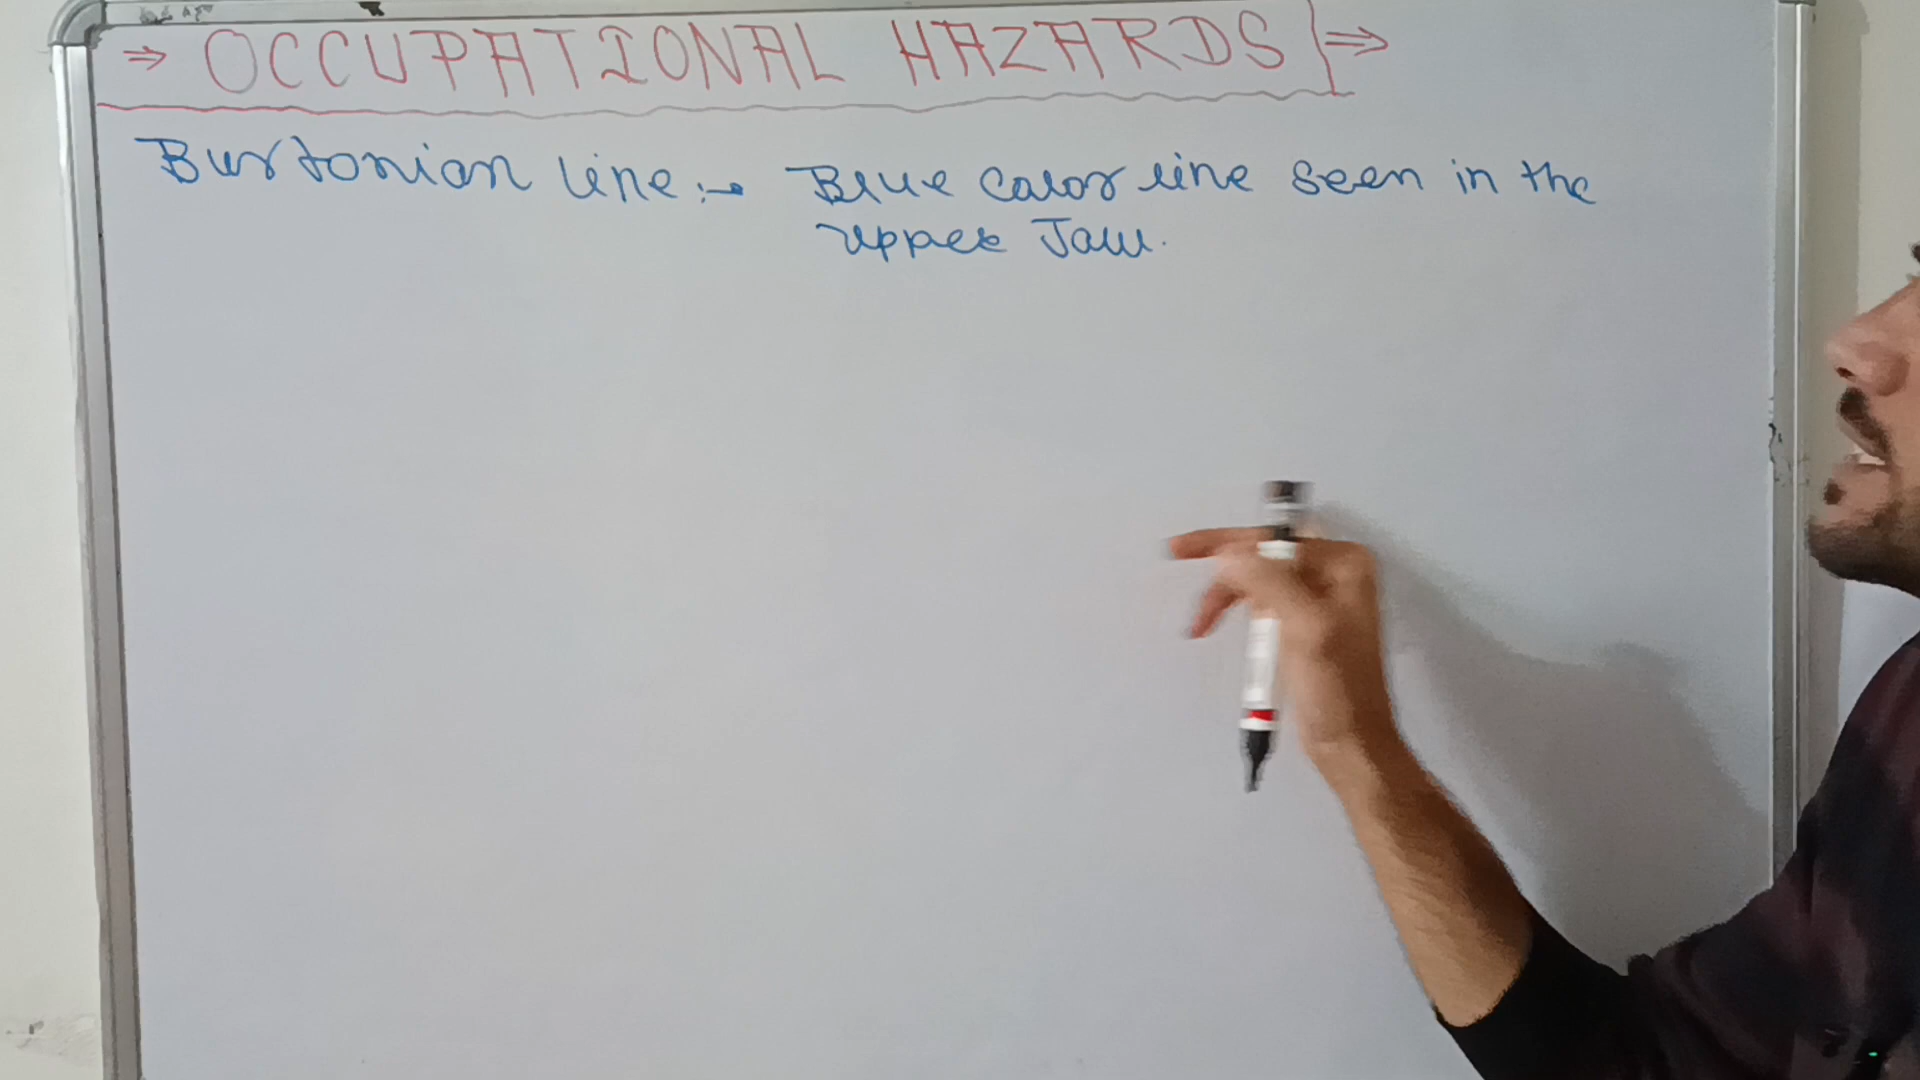 ⇒ OCCUPATIONAL HAZARDS ⇒
Burtonian line :→ Blue color line seen in the
upper Jaw.